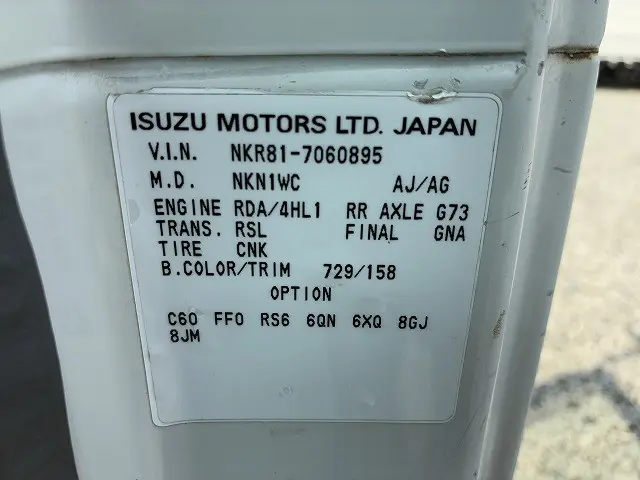 ISUZU MOTORS LTD. JAPAN
V.I.N. NKR81-7060895
M.D. NKN1WC AJ/AG
ENGINE RDA/4HL1 RR AXLE G73
TRANS. RSL FINAL GNA
TIRE CNK
B.COLOR/TRIM 729/158
OPTION
C60 FF0 RS6 6QN 6XQ 8GJ
8JM